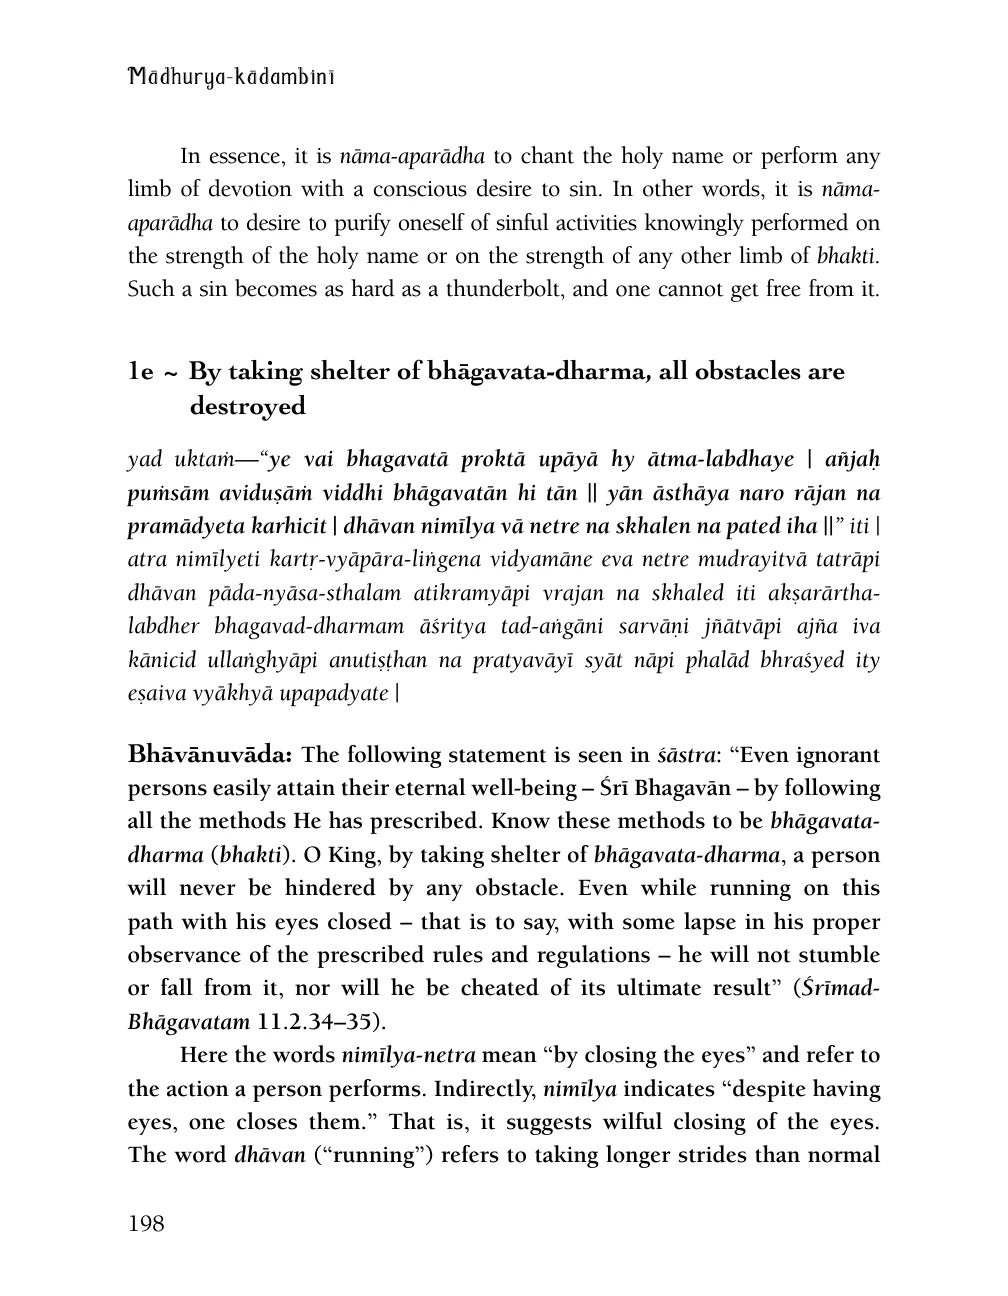 Mādhurya-kādambinī
In essence, it is nāma-aparādha to chant the holy name or perform any
limb of devotion with a conscious desire to sin. In other words, it is nāma-
aparādha to desire to purify oneself of sinful activities knowingly performed on
the strength of the holy name or on the strength of any other limb of bhakti.
Such a sin becomes as hard as a thunderbolt, and one cannot get free from it.
1e ~ By taking shelter of bhāgavata-dharma, all obstacles are
destroyed
yad uktaṁ—“ye vai bhagavatā proktā upāyā hy ātma-labdhaye | añjaḥ
puṁsām aviduṣāṁ viddhi bhāgavatān hi tān || yān āsthāya naro rājan na
pramādyeta karhicit | dhāvan nimīlya vā netre na skhalen na pated iha ||” iti |
atra nimīlyeti kartṛ-vyāpāra-liṅgena vidyamāne eva netre mudrayitvā tatrāpi
dhāvan pāda-nyāsa-sthalam atikramyāpi vrajan na skhaled iti akṣarārtha-
labdher bhagavad-dharmam āśritya tad-aṅgāni sarvāṇi jñātvāpi ajña iva
kānicid ullaṅghyāpi anutiṣṭhan na pratyavāyī syāt nāpi phalād bhraśyed ity
eṣaiva vyākhyā upapadyate |
Bhāvānuvāda: The following statement is seen in śāstra: “Even ignorant
persons easily attain their eternal well-being – Śrī Bhagavān – by following
all the methods He has prescribed. Know these methods to be bhāgavata-
dharma (bhakti). O King, by taking shelter of bhāgavata-dharma, a person
will never be hindered by any obstacle. Even while running on this
path with his eyes closed – that is to say, with some lapse in his proper
observance of the prescribed rules and regulations – he will not stumble
or fall from it, nor will he be cheated of its ultimate result” (Śrīmad-
Bhāgavatam 11.2.34–35).
Here the words nimīlya-netra mean “by closing the eyes” and refer to
the action a person performs. Indirectly, nimīlya indicates “despite having
eyes, one closes them.” That is, it suggests wilful closing of the eyes.
The word dhāvan (“running”) refers to taking longer strides than normal
198